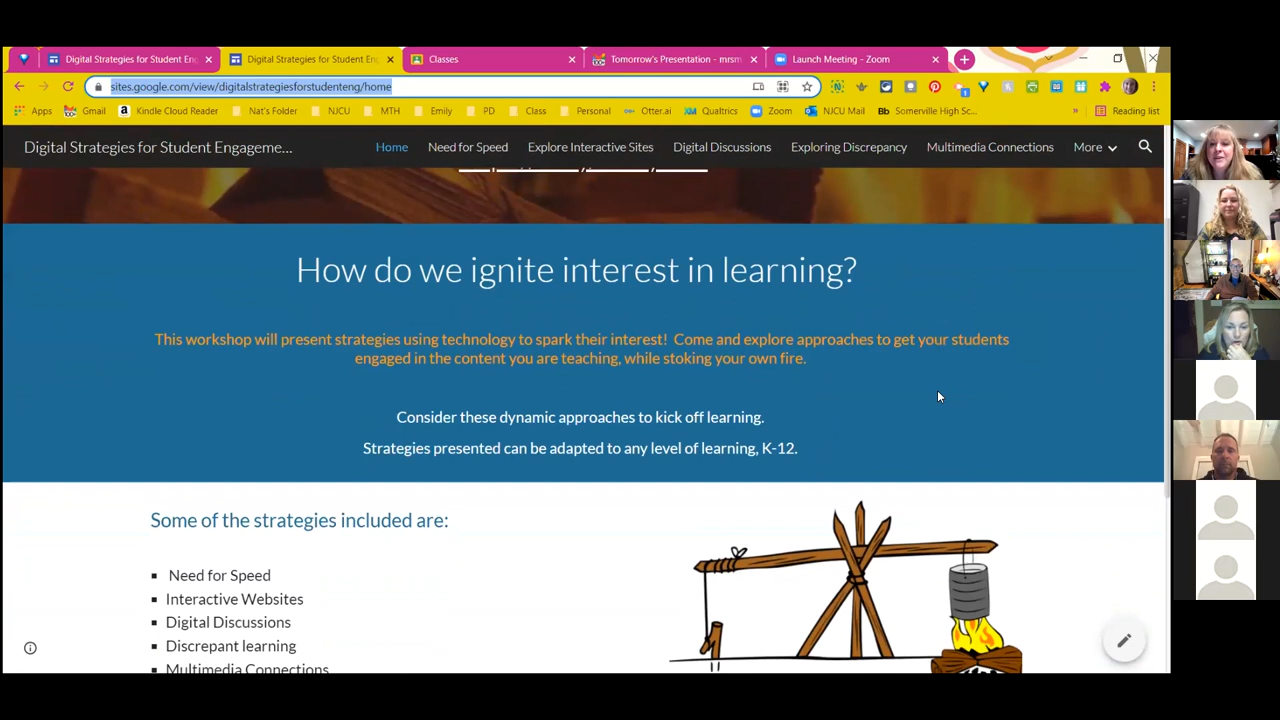 Digital Strategies for Student En
Digital Strategies for Student En
Classes
Tomorrow's Presentation - mrsm
Launch Meeting - Zoom
sites.google.com/view/digitalstrategiesforstudenteng/home
Apps
Gmail
Kindle Cloud Reader
Nat's Folder
NJCU
MTH
Emily
PD
Class
Personal
Otter.ai
Qualtrics
Zoom
NJCU Mail
Somerville High Sc...
Reading list
Digital Strategies for Student Engageme...
Home
Need for Speed
Explore Interactive Sites
Digital Discussions
Exploring Discrepancy
Multimedia Connections
More
How do we ignite interest in learning?
This workshop will present strategies using technology to spark their interest! Come and explore approaches to get your students
engaged in the content you are teaching, while stoking your own fire.
Consider these dynamic approaches to kick off learning.
Strategies presented can be adapted to any level of learning, K-12.
Some of the strategies included are:
▪ Need for Speed
▪ Interactive Websites
▪ Digital Discussions
▪ Discrepant learning
▪ Multimedia Connections